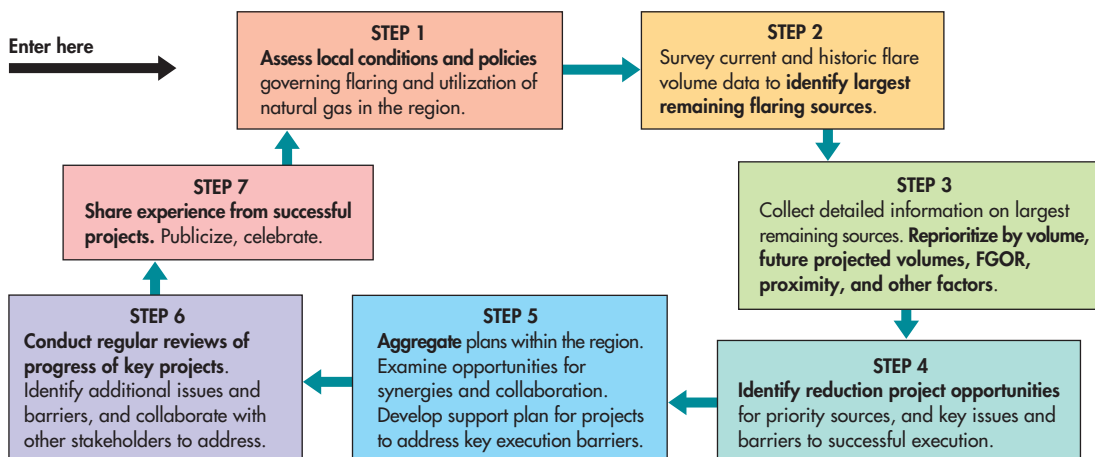 Enter here
STEP 1
Assess local conditions and policies
governing flaring and utilization of
natural gas in the region.
STEP 2
Survey current and historic flare
volume data to identify largest
remaining flaring sources.
STEP 3
Collect detailed information on largest
remaining sources. Reprioritize by volume,
future projected volumes, FGOR,
proximity, and other factors.
STEP 4
Identify reduction project opportunities
for priority sources, and key issues and
barriers to successful execution.
STEP 5
Aggregate plans within the region.
Examine opportunities for
synergies and collaboration.
Develop support plan for projects
to address key execution barriers.
STEP 6
Conduct regular reviews of
progress of key projects.
Identify additional issues and
barriers, and collaborate with
other stakeholders to address.
STEP 7
Share experience from successful
projects. Publicize, celebrate.